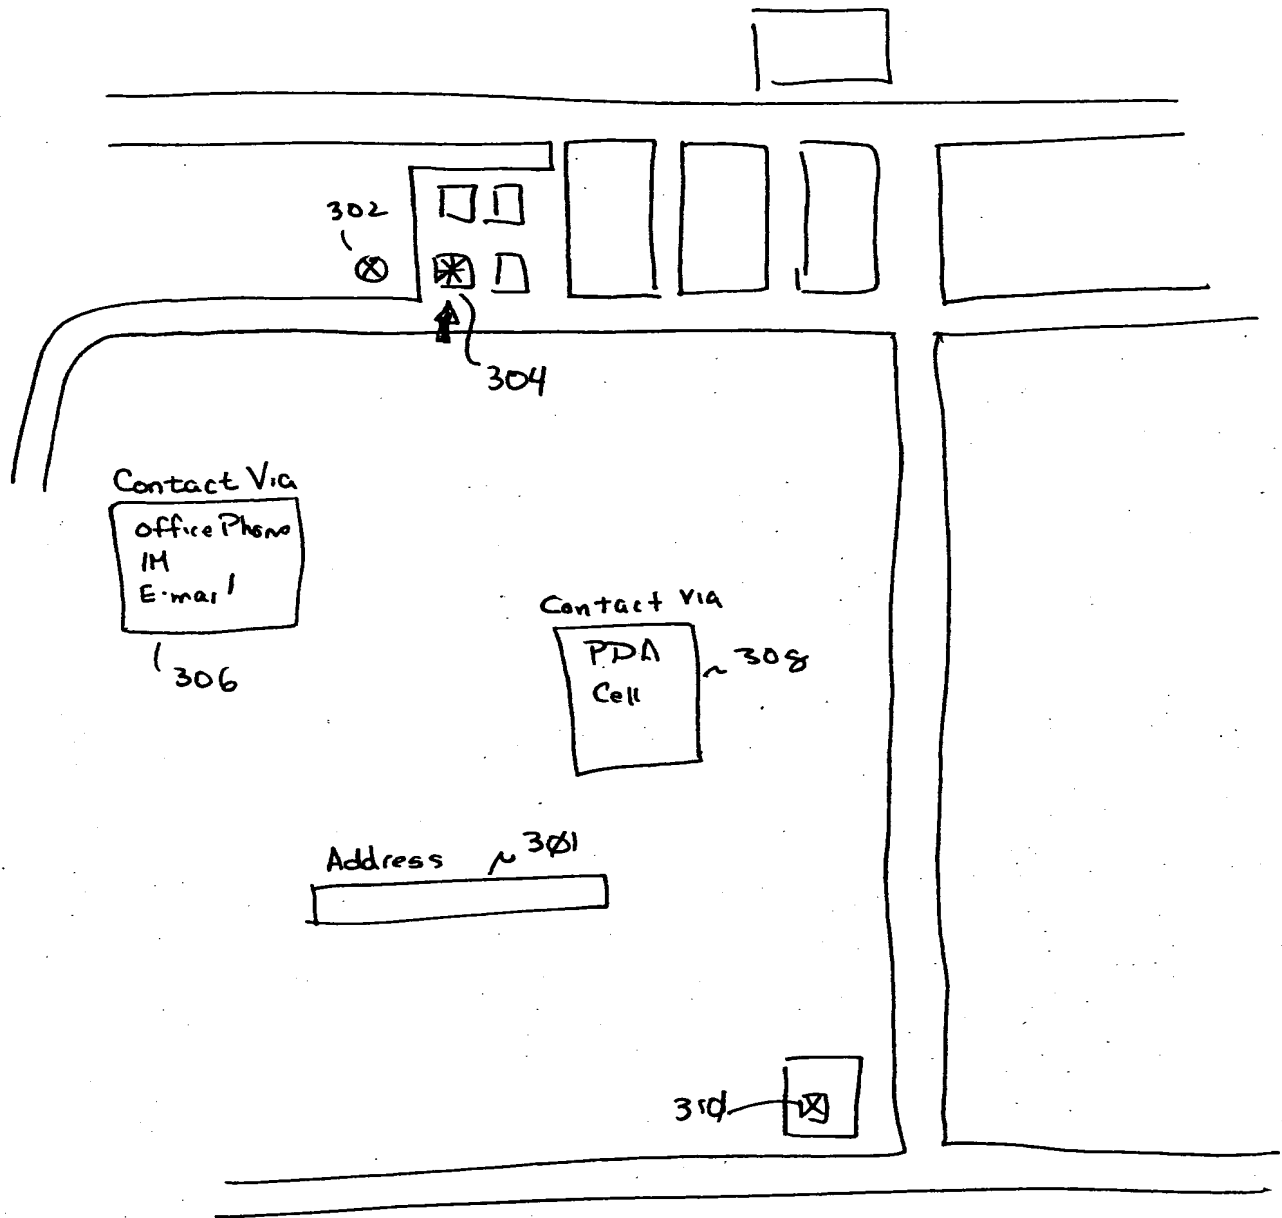 302
304
Contact Via
Office Phone
IM
E-mail
306
Contact Via
PDA
Cell
308
Address
301
310